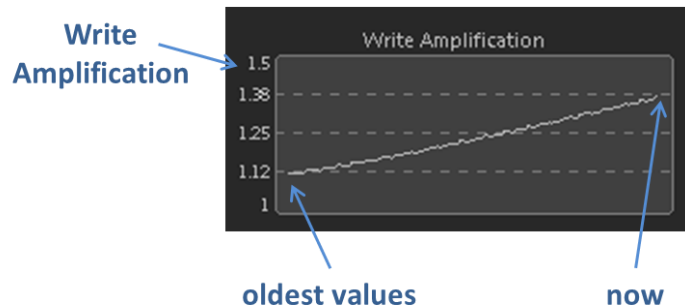 Write
Amplification
Write Amplification
1.5
1.38
1.25
1.12
1
oldest values
now